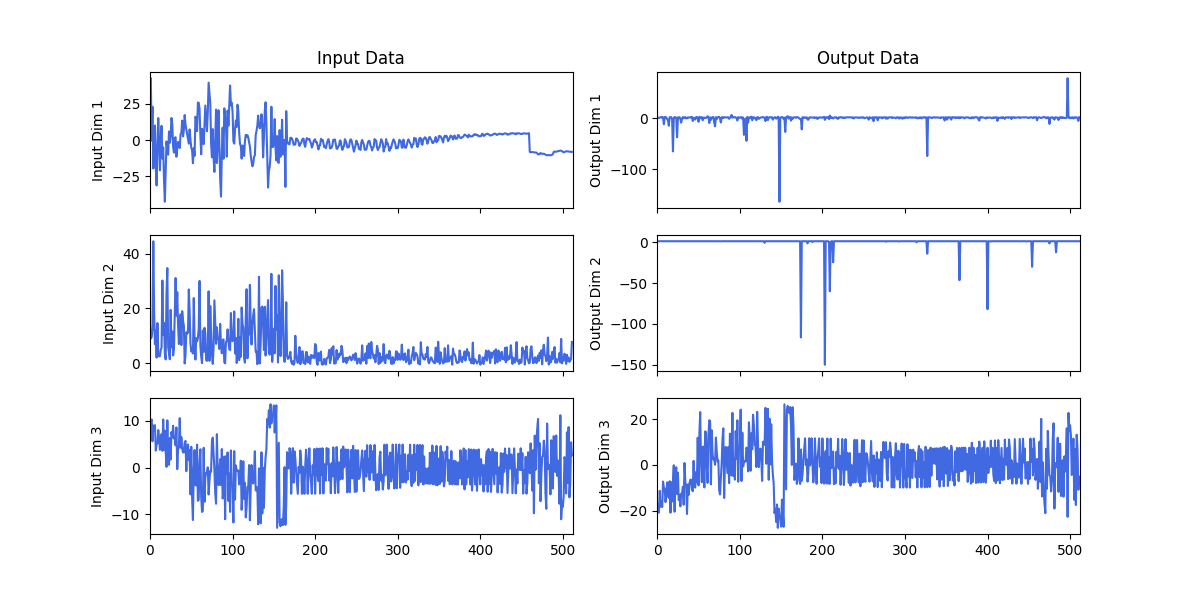 Input Data
Output Data
Input Dim 1
25
0
−25
Output Dim 1
0
−100
Input Dim 2
40
20
0
Output Dim 2
0
−50
−100
−150
Input Dim 3
10
0
−10
0 100 200 300 400 500
Output Dim 3
20
0
−20
0 100 200 300 400 500